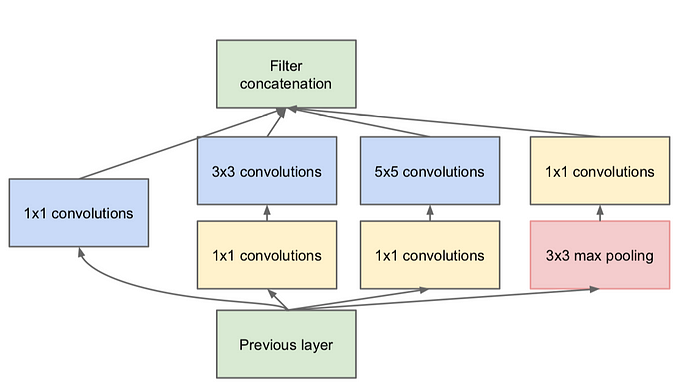 Filter
concatenation
3x3 convolutions
5x5 convolutions
1x1 convolutions
1x1 convolutions
1x1 convolutions
1x1 convolutions
3x3 max pooling
Previous layer